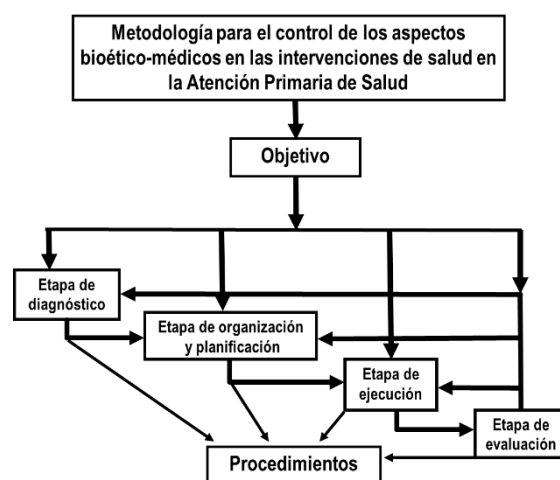 Metodología para el control de los aspectos
bioético-médicos en las intervenciones de salud en
la Atención Primaria de Salud
Objetivo
Etapa de
diagnóstico
Etapa de organización
y planificación
Etapa de
ejecución
Etapa de
evaluación
Procedimientos